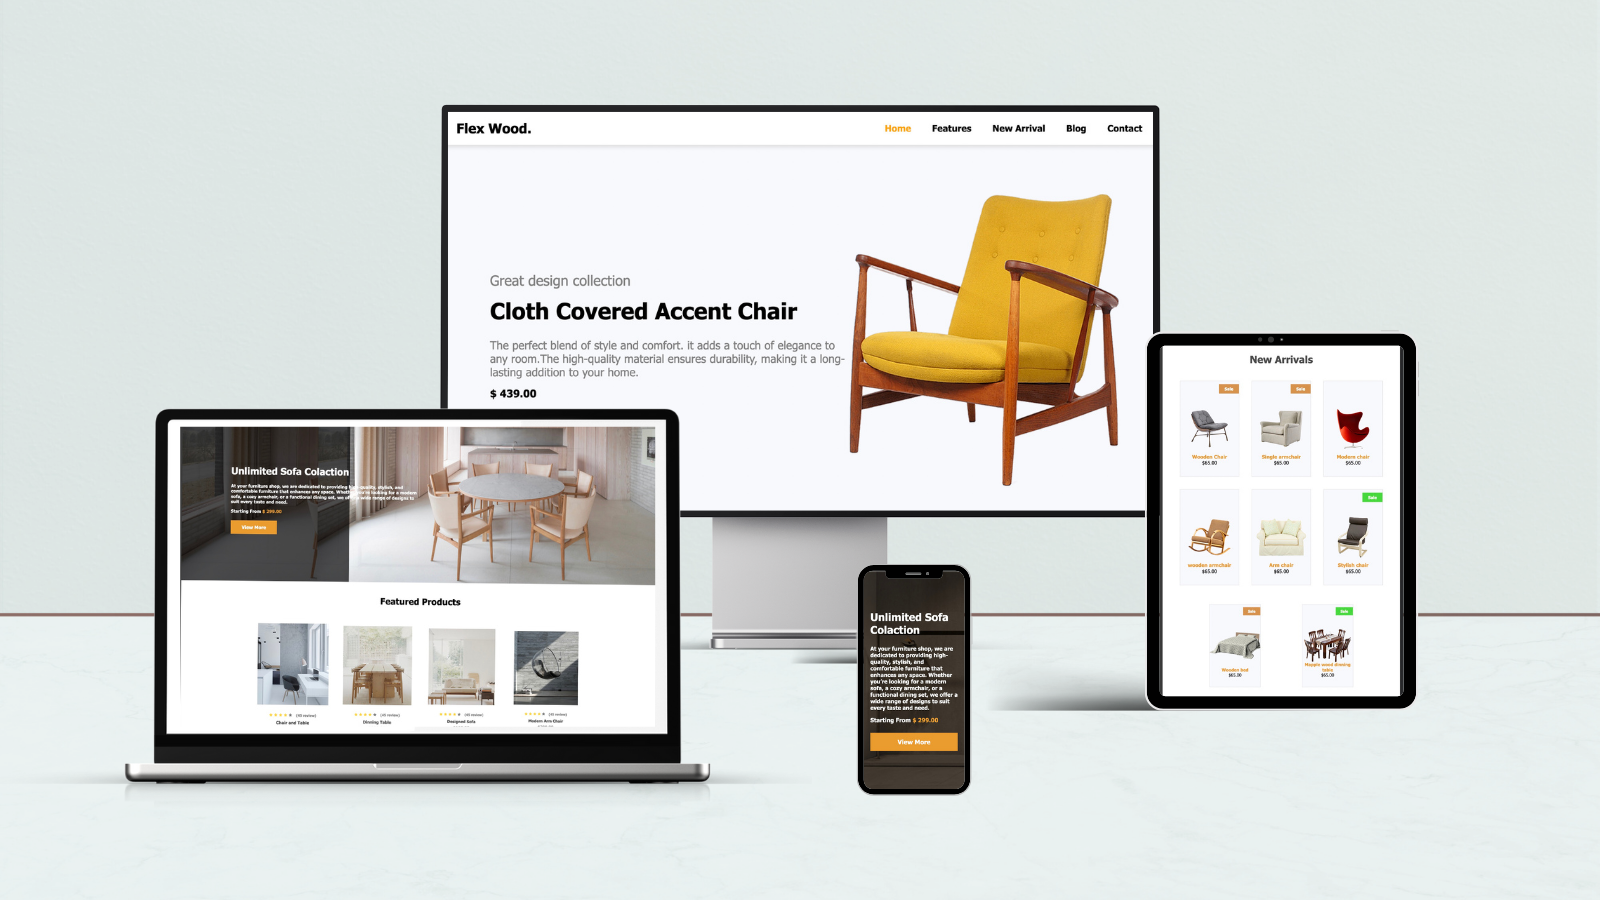 Flex Wood.
Home Features New Arrival Blog Contact
Great design collection
Cloth Covered Accent Chair
The perfect blend of style and comfort. it adds a touch of elegance to
any room.The high-quality material ensures durability, making it a long-
lasting addition to your home.
$ 439.00
Unlimited Sofa Colaction
At your furniture shop, we are dedicated to providing high-quality, stylish, and
comfortable furniture that enhances any space. Whether you're looking for a modern
sofa, a cozy armchair, or a functional dining set, we offer a wide range of designs to
suit every taste and need.
Starting From $ 299.00
View More
Featured Products
(49 review) (49 review) (49 review) (49 review)
Chair and Table Dinning Table Designed Sofa Modern Arm Chair
Unlimited Sofa
Colaction
At your furniture shop, we are
dedicated to providing high-
quality, stylish, and
comfortable furniture that
enhances any space. Whether
you're looking for a modern
sofa, a cozy armchair, or a
functional dining set, we offer a
wide range of designs to suit
every taste and need.
Starting From $ 299.00
View More
New Arrivals
Sale Sale
Wooden Chair Single armchair Modern chair
$65.00 $65.00 $65.00
Sale
wooden armchair Arm chair Stylish chair
$65.00 $65.00 $65.00
Sale Sale
Wooden bed Mapple wood dinning
table
$65.00 $65.00